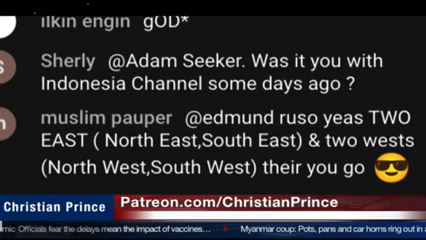 ilkin engin gOD*
Sherly @Adam Seeker. Was it you with
Indonesia Channel some days ago ?
muslim pauper @edmund ruso yeas TWO
EAST ( North East,South East) & two wests
(North West,South West) their you go 😎
Christian Prince
Patreon.com/ChristianPrince
mic Officials fear the delays mean the impact of vaccines... Myanmar coup: Pots, pans and car horns ring out in a